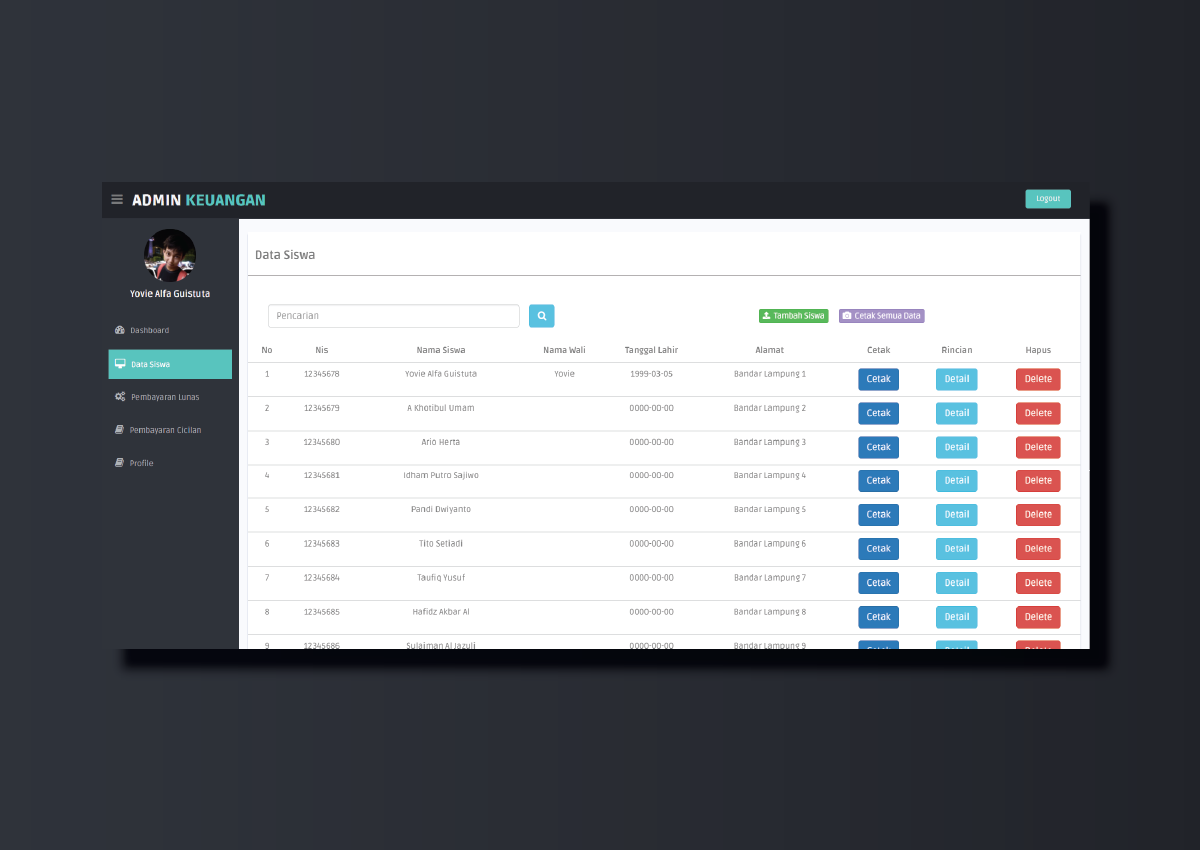 ADMIN KEUANGAN
Logout
Yovie Alfa Guistuta
Dashboard
Data Siswa
Pembayaran Lunas
Pembayaran Cicilan
Profile
Data Siswa
Pencarian
Tambah Siswa
Cetak Semua Data
No Nis Nama Siswa Nama Wali Tanggal Lahir Alamat Cetak Rincian Hapus
1 12345678 Yovie Alfa Guistuta Yovie 1999-03-05 Bandar Lampung 1 Cetak Detail Delete
2 12345679 A Khotibul Umam 0000-00-00 Bandar Lampung 2 Cetak Detail Delete
3 12345680 Ario Herta 0000-00-00 Bandar Lampung 3 Cetak Detail Delete
4 12345681 Idham Putro Sajiwo 0000-00-00 Bandar Lampung 4 Cetak Detail Delete
5 12345682 Pandi Dwiyanto 0000-00-00 Bandar Lampung 5 Cetak Detail Delete
6 12345683 Tito Setiadi 0000-00-00 Bandar Lampung 6 Cetak Detail Delete
7 12345684 Taufiq Yusuf 0000-00-00 Bandar Lampung 7 Cetak Detail Delete
8 12345685 Hafidz Akbar Al 0000-00-00 Bandar Lampung 8 Cetak Detail Delete
9 12345686 Sulaiman Al Jazuli 0000-00-00 Bandar Lampung 9 Cetak Detail Delete